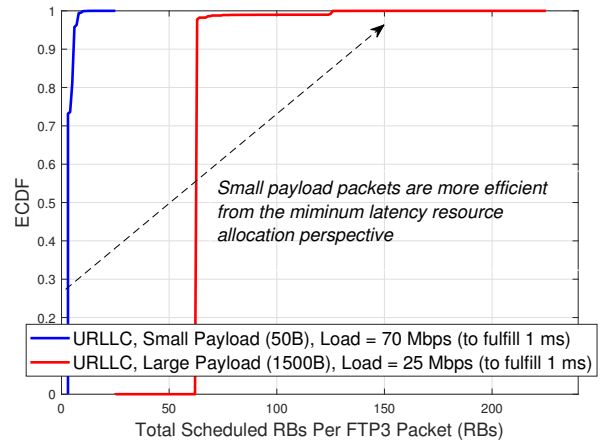 1
0.9
0.8
0.7
0.6
0.5
0.4
0.3
0.2
0
ECDF
Small payload packets are more efficient
from the miminum latency resource
allocation perspective
URLLC, Small Payload (50B), Load = 70 Mbps (to fulfill 1 ms)
URLLC, Large Payload (1500B), Load = 25 Mbps (to fulfill 1 ms)
0 50 100 150 200
Total Scheduled RBs Per FTP3 Packet (RBs)